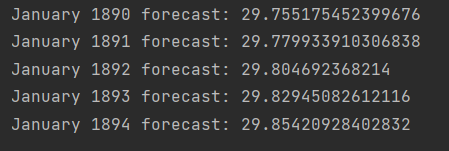 January 1890 forecast: 29.755175452399676
January 1891 forecast: 29.779933910306838
January 1892 forecast: 29.804692368214
January 1893 forecast: 29.82945082612116
January 1894 forecast: 29.85420928402832